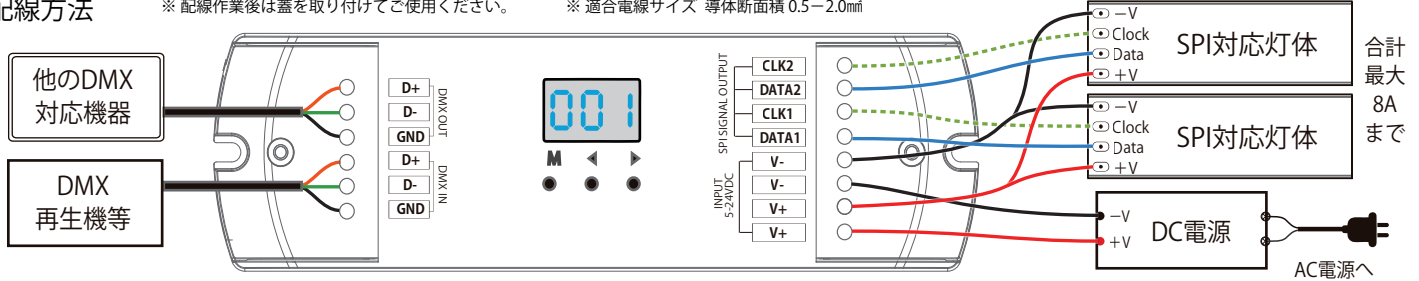 配線方法
※ 配線作業後は蓋を取り付けてご使用ください。
※ 適合電線サイズ 導体断面積 0.5－2.0㎟
他のDMX
対応機器
DMX
再生機等
D+
D-
GND
D+
D-
GND
DMX OUT
DMX IN
001
M
SPI SIGNAL OUTPUT
INPUT
5-24VDC
CLK2
DATA2
CLK1
DATA1
V-
V-
V+
V+
−V
Clock
Data
+V
SPI対応灯体
−V
Clock
Data
+V
SPI対応灯体
合計
最大
8A
まで
−V
+V
DC電源
AC電源へ